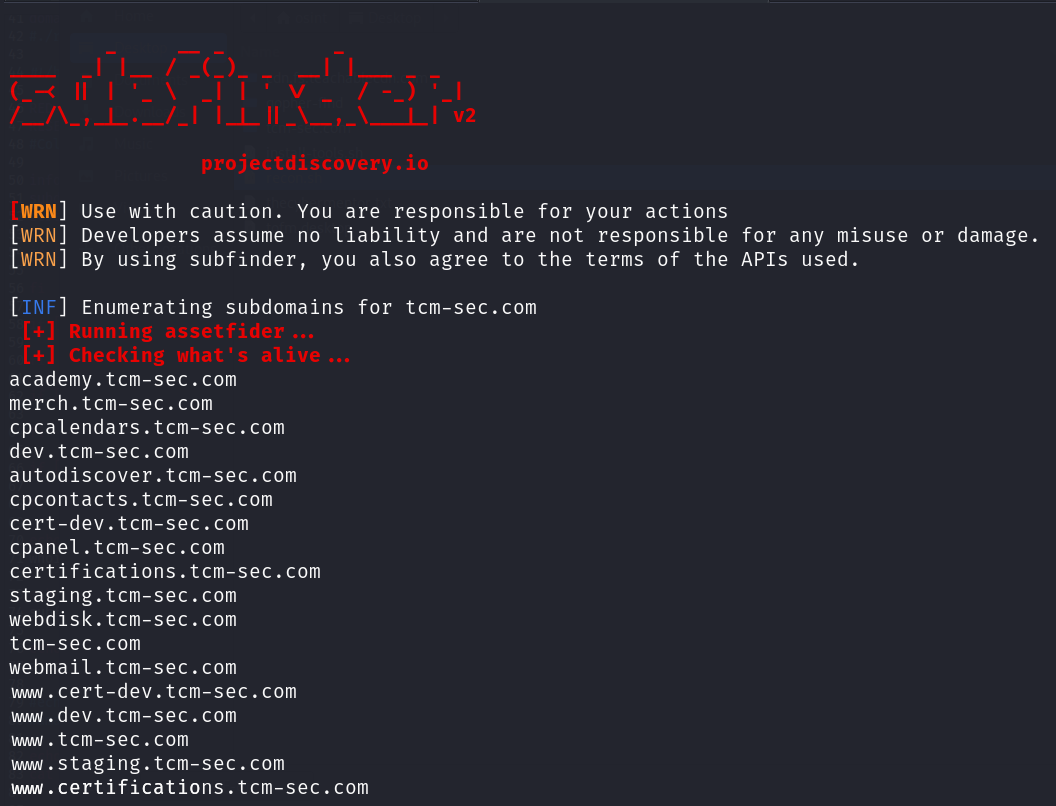 projectdiscovery.io
v2
[WRN] Use with caution. You are responsible for your actions
[WRN] Developers assume no liability and are not responsible for any misuse or damage.
[WRN] By using subfinder, you also agree to the terms of the APIs used.
[INF] Enumerating subdomains for tcm-sec.com
[+] Running assetfider...
[+] Checking what's alive...
academy.tcm-sec.com
merch.tcm-sec.com
cpcalendars.tcm-sec.com
dev.tcm-sec.com
autodiscover.tcm-sec.com
cpcontacts.tcm-sec.com
cert-dev.tcm-sec.com
cpanel.tcm-sec.com
certifications.tcm-sec.com
staging.tcm-sec.com
webdisk.tcm-sec.com
tcm-sec.com
webmail.tcm-sec.com
www.cert-dev.tcm-sec.com
www.dev.tcm-sec.com
www.tcm-sec.com
www.staging.tcm-sec.com
www.certifications.tcm-sec.com